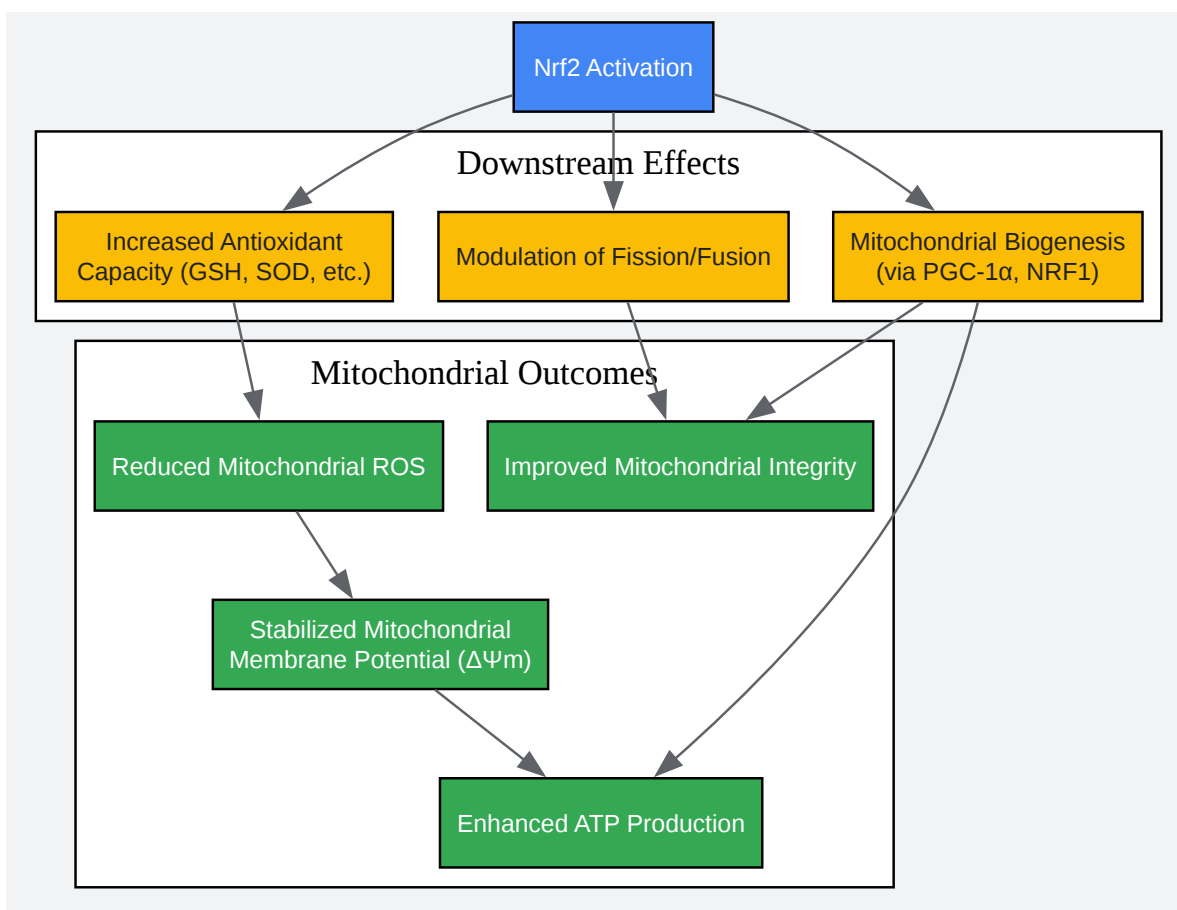 Nrf2 Activation
Downstream Effects
Increased Antioxidant
Capacity (GSH, SOD, etc.)
Modulation of Fission/Fusion
Mitochondrial Biogenesis
(via PGC-1α, NRF1)
Mitochondrial Outcomes
Reduced Mitochondrial ROS
Improved Mitochondrial Integrity
Stabilized Mitochondrial
Membrane Potential (ΔΨm)
Enhanced ATP Production